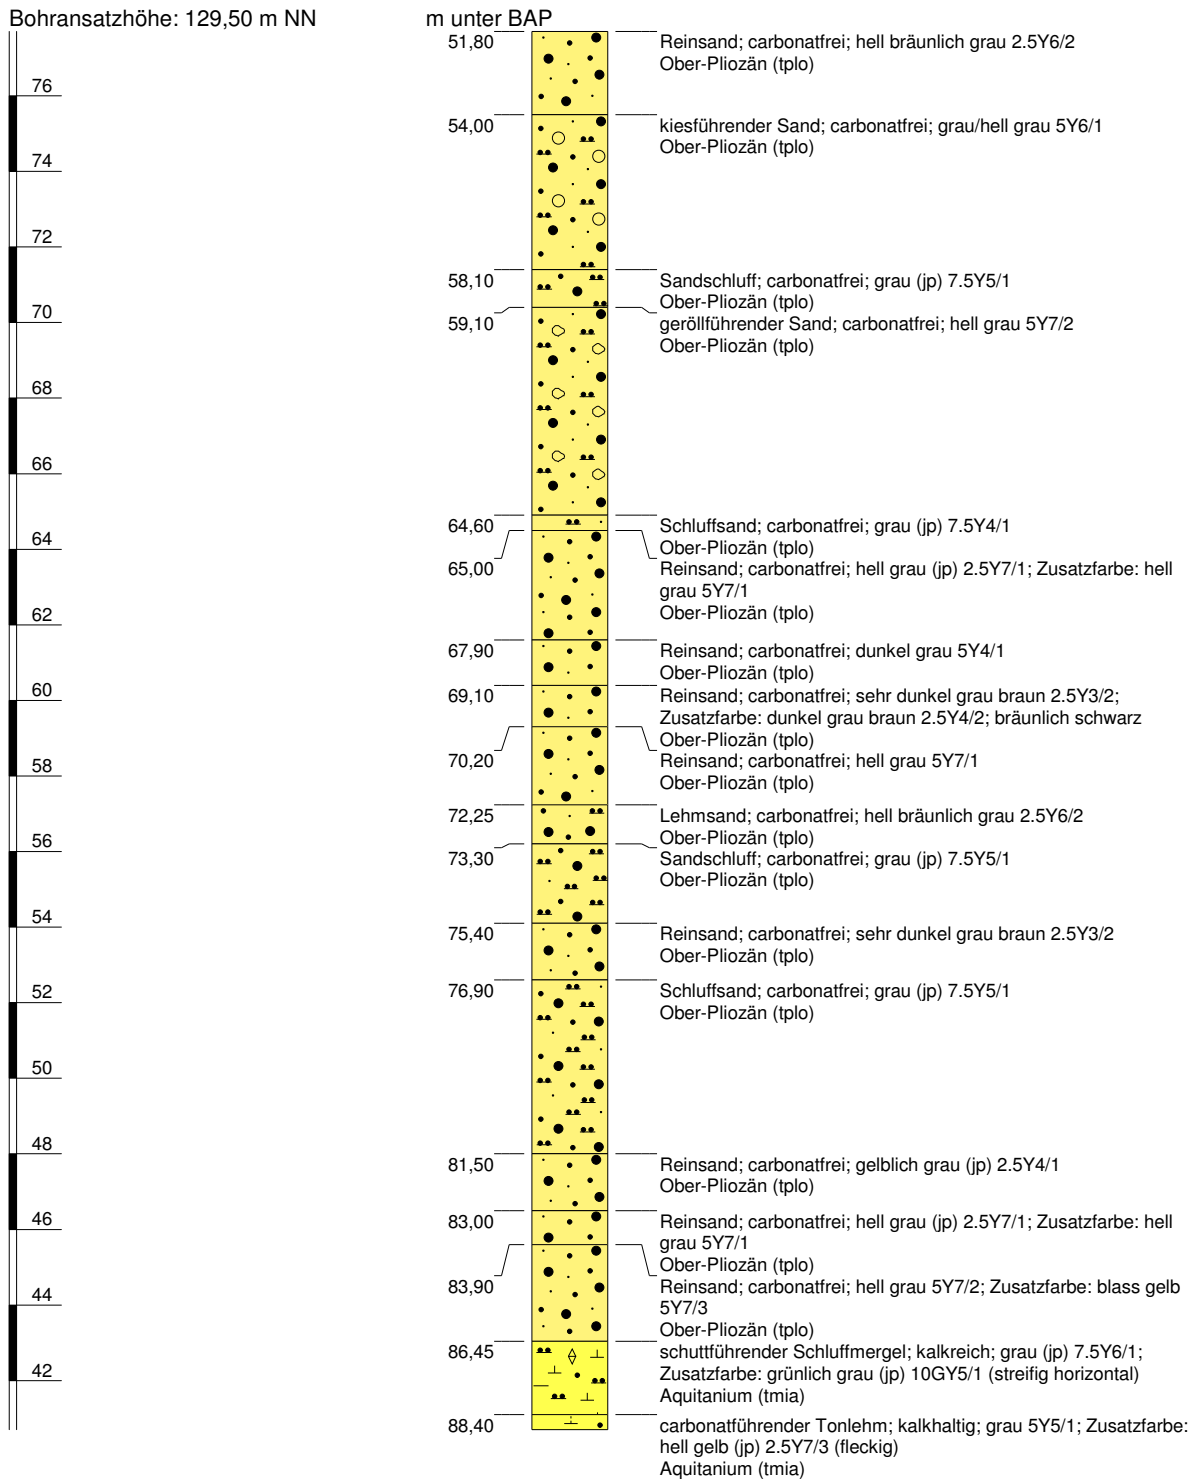 Bohransatzhöhe: 129,50 m NN
m unter BAP
51,80
Reinsand; carbonatfrei; hell bräunlich grau 2.5Y6/2
Ober-Pliozän (tplo)
76
54,00
kiesführender Sand; carbonatfrei; grau/hell grau 5Y6/1
Ober-Pliozän (tplo)
74
72
58,10
Sandschluff; carbonatfrei; grau (jp) 7.5Y5/1
Ober-Pliozän (tplo)
70
59,10
geröllführender Sand; carbonatfrei; hell grau 5Y7/2
Ober-Pliozän (tplo)
68
66
64,60
Schluffsand; carbonatfrei; grau (jp) 7.5Y4/1
Ober-Pliozän (tplo)
64
65,00
Reinsand; carbonatfrei; hell grau (jp) 2.5Y7/1; Zusatzfarbe: hell
grau 5Y7/1
Ober-Pliozän (tplo)
62
67,90
Reinsand; carbonatfrei; dunkel grau 5Y4/1
Ober-Pliozän (tplo)
60
69,10
Reinsand; carbonatfrei; sehr dunkel grau braun 2.5Y3/2;
Zusatzfarbe: dunkel grau braun 2.5Y4/2; bräunlich schwarz
Ober-Pliozän (tplo)
58
70,20
Reinsand; carbonatfrei; hell grau 5Y7/1
Ober-Pliozän (tplo)
72,25
Lehmsand; carbonatfrei; hell bräunlich grau 2.5Y6/2
Ober-Pliozän (tplo)
56
73,30
Sandschluff; carbonatfrei; grau (jp) 7.5Y5/1
Ober-Pliozän (tplo)
54
75,40
Reinsand; carbonatfrei; sehr dunkel grau braun 2.5Y3/2
Ober-Pliozän (tplo)
52
76,90
Schluffsand; carbonatfrei; grau (jp) 7.5Y5/1
Ober-Pliozän (tplo)
50
48
81,50
Reinsand; carbonatfrei; gelblich grau (jp) 2.5Y4/1
Ober-Pliozän (tplo)
46
83,00
Reinsand; carbonatfrei; hell grau (jp) 2.5Y7/1; Zusatzfarbe: hell
grau 5Y7/1
Ober-Pliozän (tplo)
44
83,90
Reinsand; carbonatfrei; hell grau 5Y7/2; Zusatzfarbe: blass gelb
5Y7/3
Ober-Pliozän (tplo)
42
86,45
schuttführender Schluffmergel; kalkreich; grau (jp) 7.5Y6/1;
Zusatzfarbe: grünlich grau (jp) 10GY5/1 (streifig horizontal)
Aquitanium (tmia)
88,40
carbonatführender Tonlehm; kalkhaltig; grau 5Y5/1; Zusatzfarbe:
hell gelb (jp) 2.5Y7/3 (fleckig)
Aquitanium (tmia)